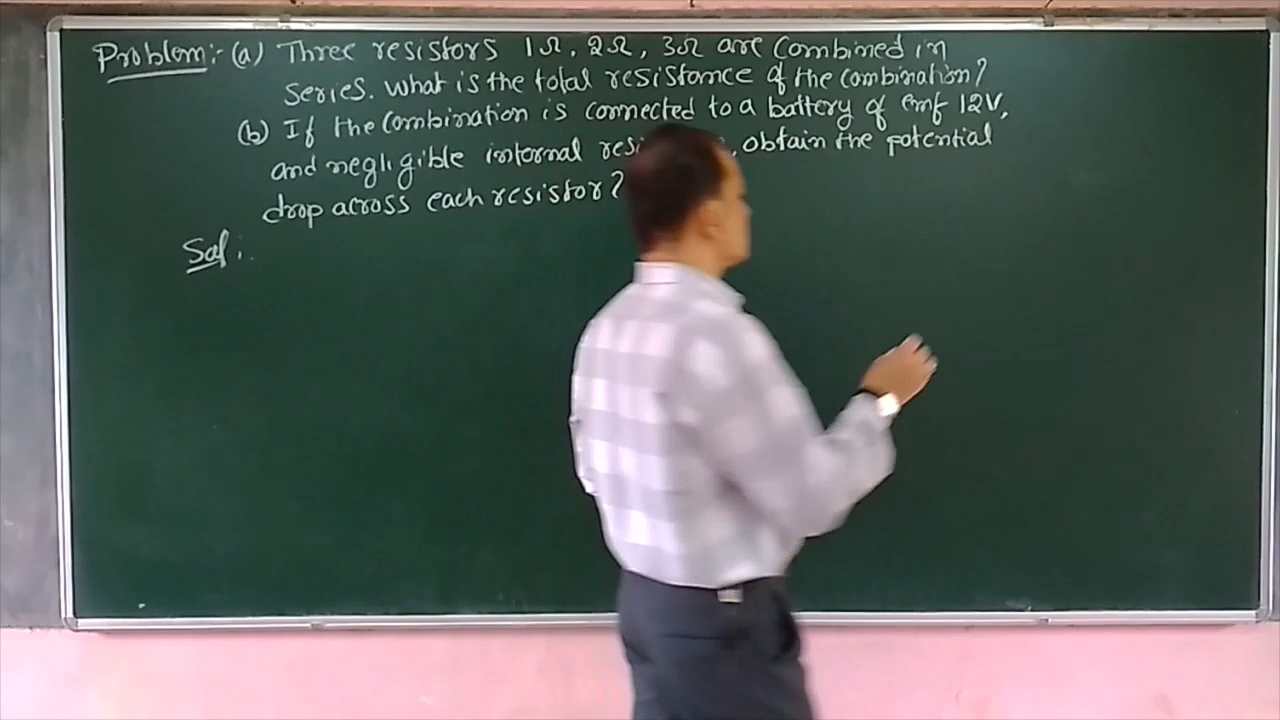 Problem:- (a) Three resistors 1Ω, 2Ω, 3Ω are Combined in
series. What is the total resistance of the combination?
(b) If the Combination is connected to a battery of emf 12V,
and negligible internal , obtain the potential
drop across each resistor?
Sol: